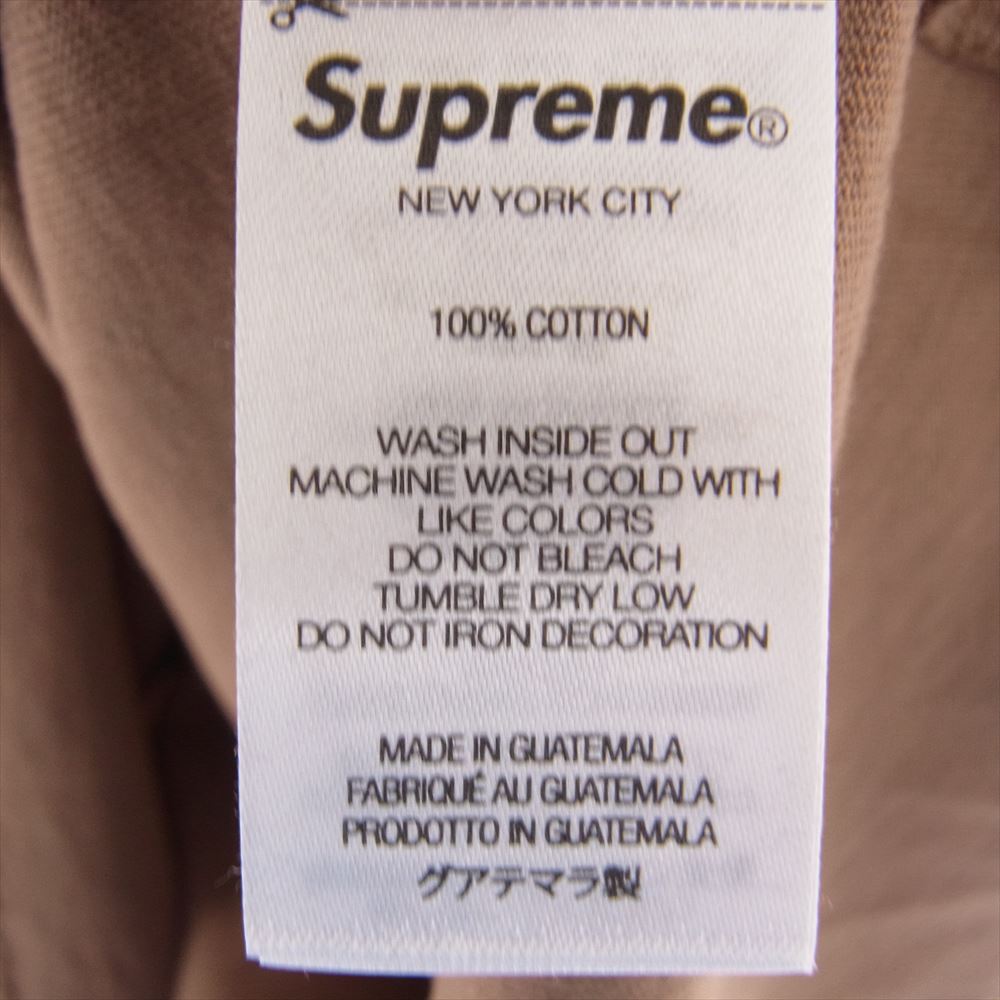 Supreme®
NEW YORK CITY
100% COTTON
WASH INSIDE OUT
MACHINE WASH COLD WITH
LIKE COLORS
DO NOT BLEACH
TUMBLE DRY LOW
DO NOT IRON DECORATION
MADE IN GUATEMALA
FABRIQUÉ AU GUATEMALA
PRODOTTO IN GUATEMALA
グアテマラ製